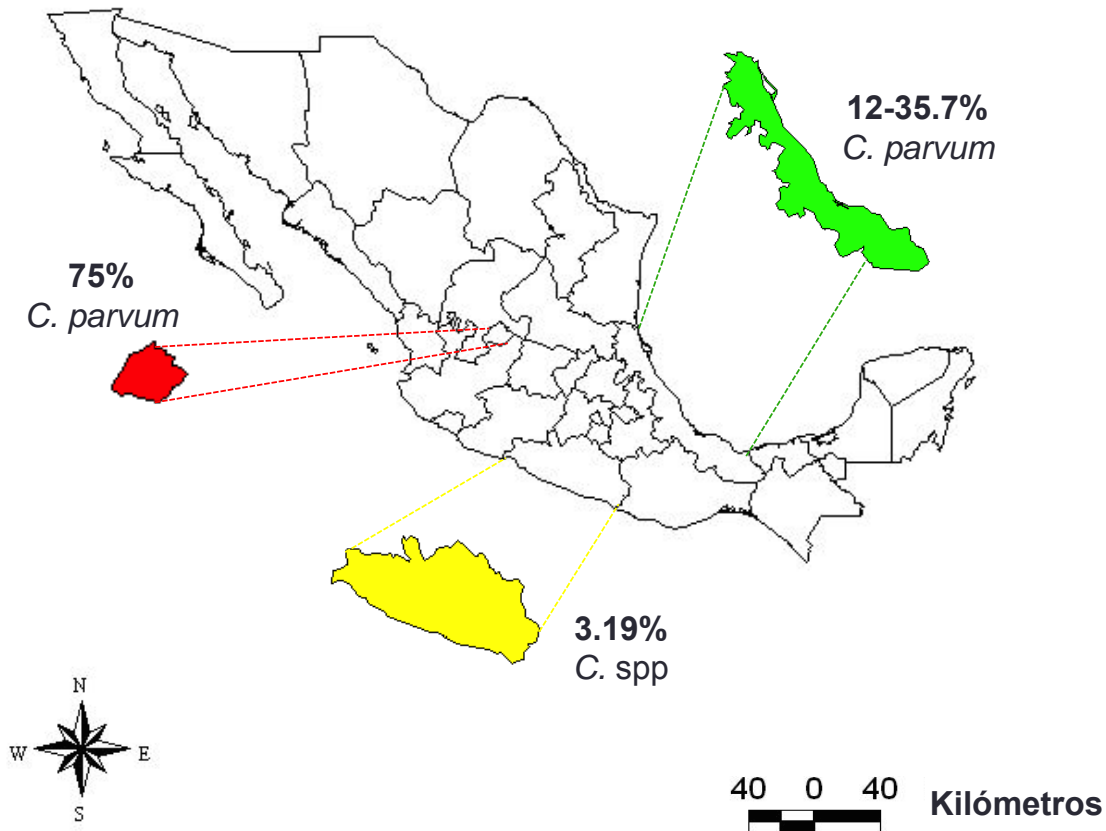 12-35.7%
C. parvum
75%
C. parvum
3.19%
C. spp
N
W E
S
40 0 40 Kilómetros